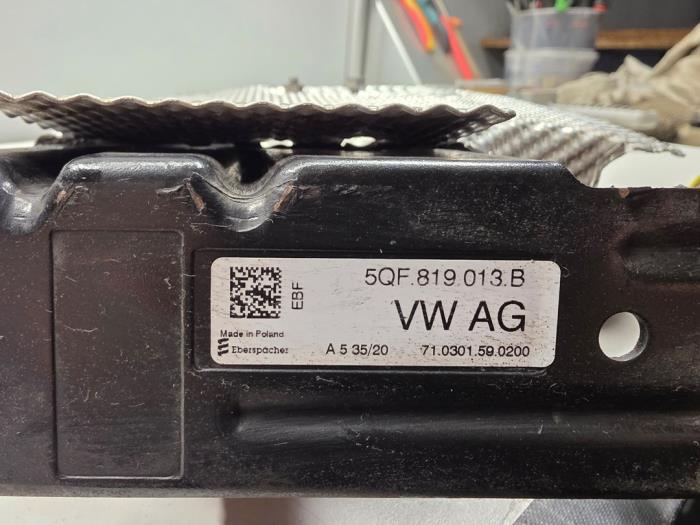 5QF.819.013.B
EBF
VW AG
Made in Poland
Eberspächer
A 5 35/20
71.0301.59.0200